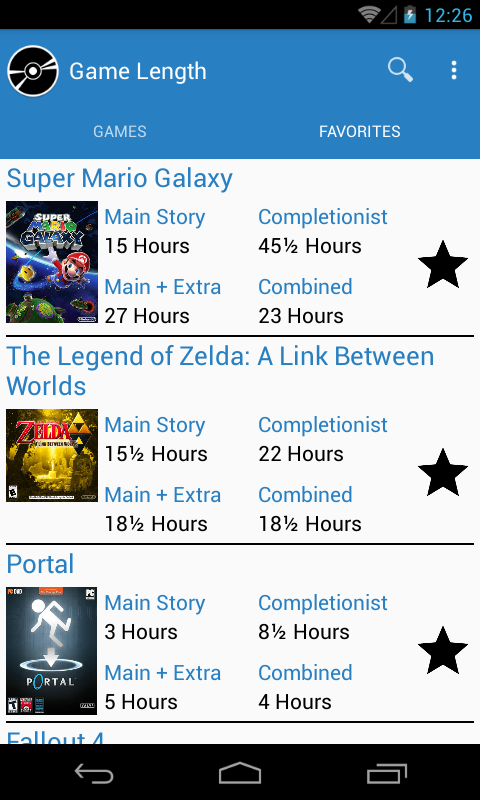 12:26
Game Length
GAMES FAVORITES
Super Mario Galaxy
SUPER
MARIO
GALAXY
Main Story Completionist
15 Hours 45½ Hours
Main + Extra Combined
27 Hours 23 Hours
The Legend of Zelda: A Link Between
Worlds
ZELDA
Main Story Completionist
15½ Hours 22 Hours
Main + Extra Combined
18½ Hours 18½ Hours
Portal
PC
PORTAL
Main Story Completionist
3 Hours 8½ Hours
Main + Extra Combined
5 Hours 4 Hours
Fallout 4